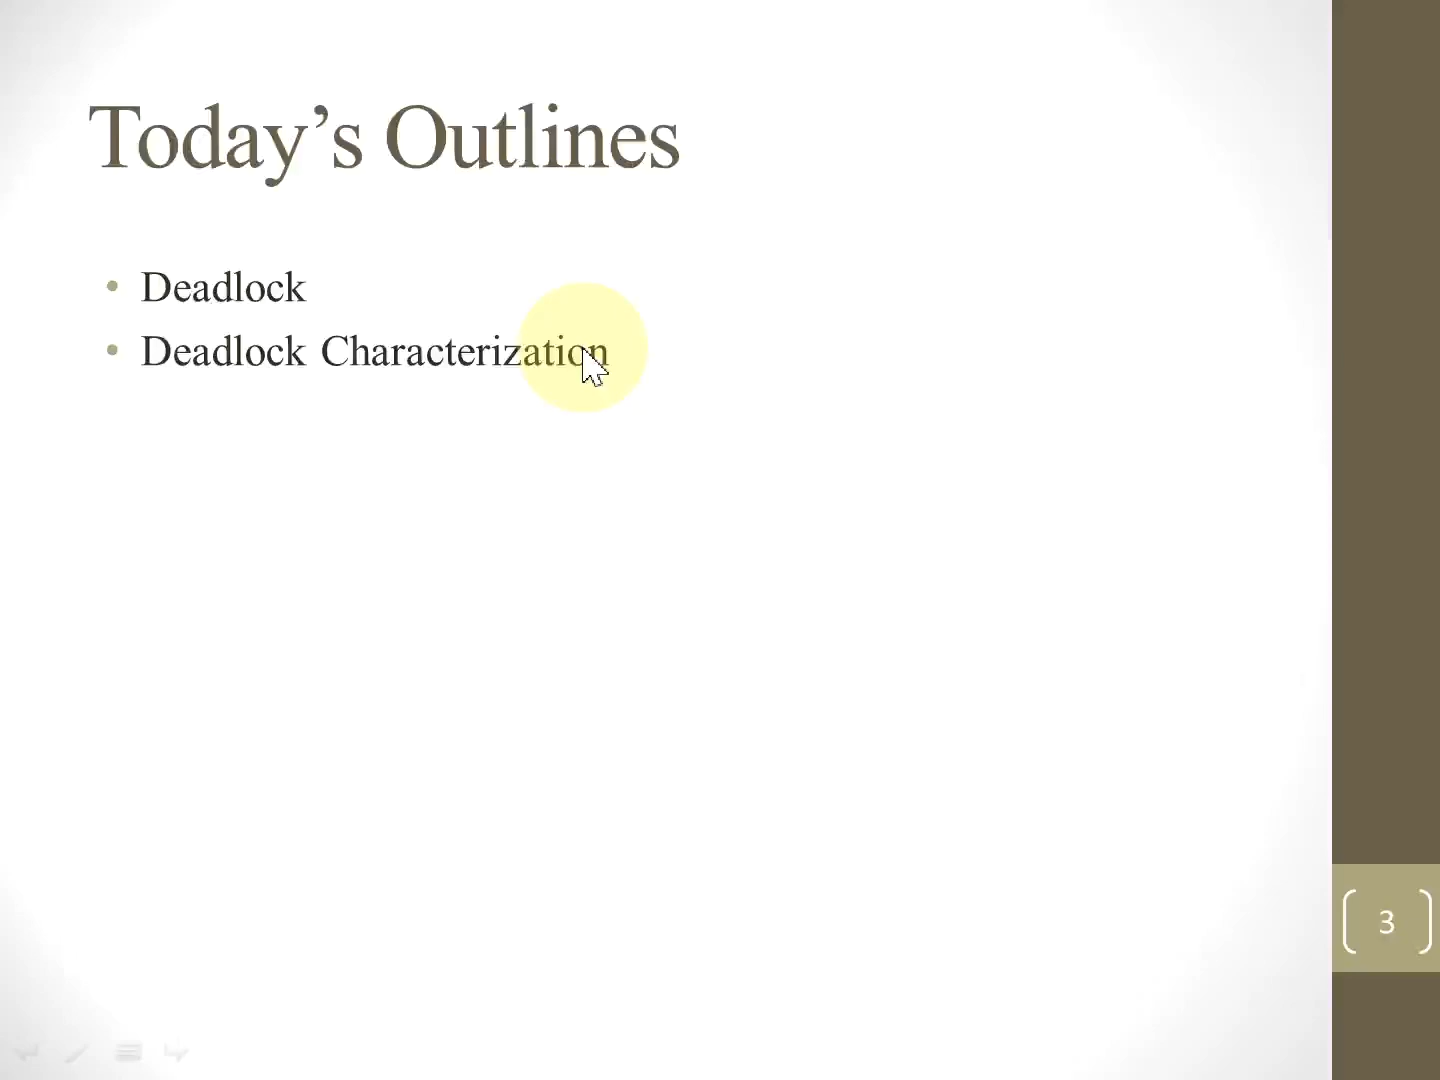 Today’s Outlines
• Deadlock
• Deadlock Characterization
3